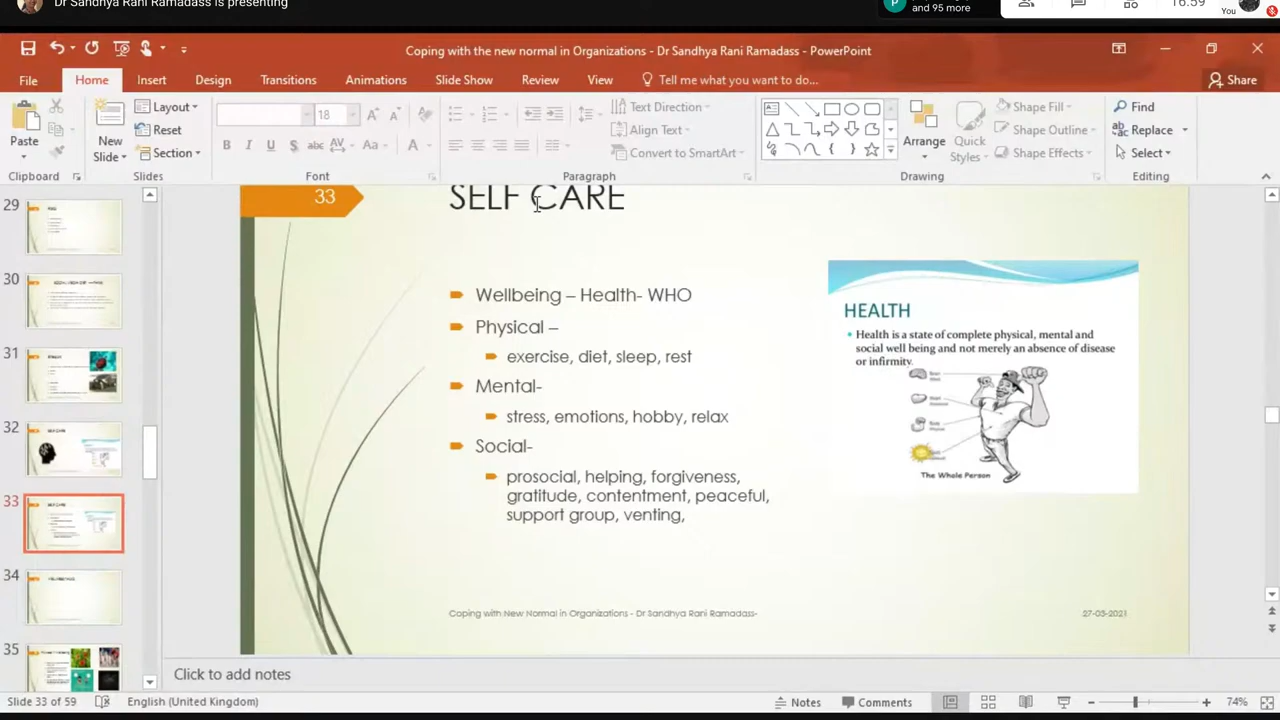 Dr Sandhya Rani Ramadass is presenting
P
and 95 more
16:59
You
Coping with the new normal in Organizations - Dr Sandhya Rani Ramadass - PowerPoint
File
Home
Insert
Design
Transitions
Animations
Slide Show
Review
View
Tell me what you want to do...
Share
Paste
Clipboard
New
Slide
Layout
Reset
Section
Slides
18
Font
Text Direction
Align Text
Convert to SmartArt
Paragraph
Arrange
Quick
Styles
Shape Fill
Shape Outline
Shape Effects
Drawing
Find
Replace
Select
Editing
29
30
31
32
33
34
35
33
SELF CARE
Wellbeing – Health- WHO
Physical –
exercise, diet, sleep, rest
Mental-
stress, emotions, hobby, relax
Social-
prosocial, helping, forgiveness,
gratitude, contentment, peaceful,
support group, venting,
HEALTH
Health is a state of complete physical, mental and
social well being and not merely an absence of disease
or infirmity.
The Whole Person
Coping with New Normal in Organizations - Dr Sandhya Rani Ramadass-
27-03-2021
Click to add notes
Slide 33 of 59
English (United Kingdom)
Notes
Comments
74%